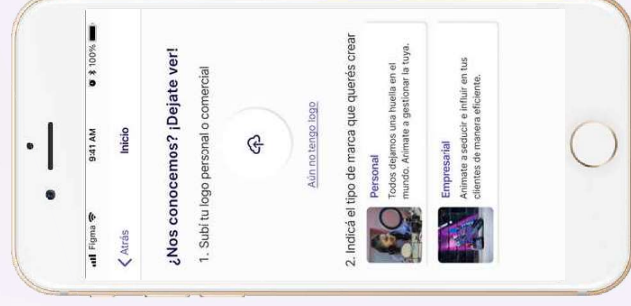 Figma 9:41 AM 100%
Atrás Inicio
¿Nos conocemos? ¡Dejate ver!
1. Subí tu logo personal o comercial
Aún no tengo logo
2. Indicá el tipo de marca que querés crear
Personal
Todos dejamos una huella en el
mundo. Animate a gestionar la tuya.
Empresarial
Animate a seducir e influir en tus
clientes de manera eficiente.